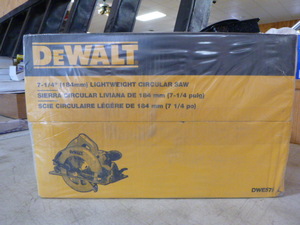 DEWALT
7-1/4" (184mm) LIGHTWEIGHT CIRCULAR SAW
SIERRA CIRCULAR LIVIANA DE 184 mm (7-1/4 pulg)
SCIE CIRCULAIRE LÉGÈRE DE 184 mm (7 1/4 po)